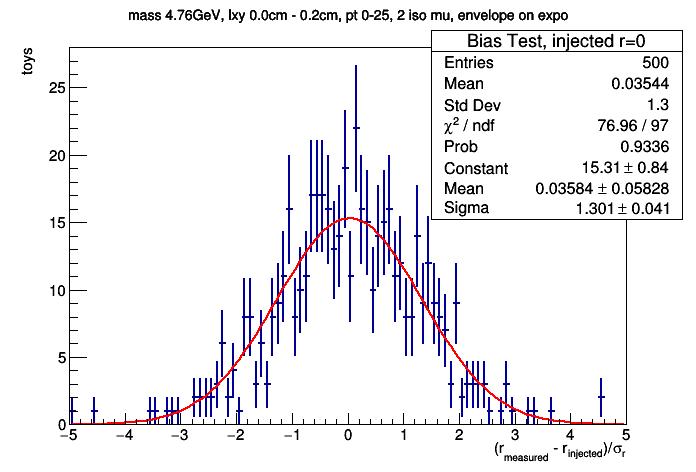 mass 4.76GeV, lxy 0.0cm - 0.2cm, pt 0-25, 2 iso mu, envelope on expo
Bias Test, injected r=0
Entries 500
Mean 0.03544
Std Dev 1.3
χ² / ndf 76.96 / 97
Prob 0.9336
Constant 15.31 ± 0.84
Mean 0.03584 ± 0.05828
Sigma 1.301 ± 0.041
toys
25
20
15
10
5
0
−5 −4 −3 −2 −1 0 1 2 3 4 5
(r_measured - r_injected)/σ_r